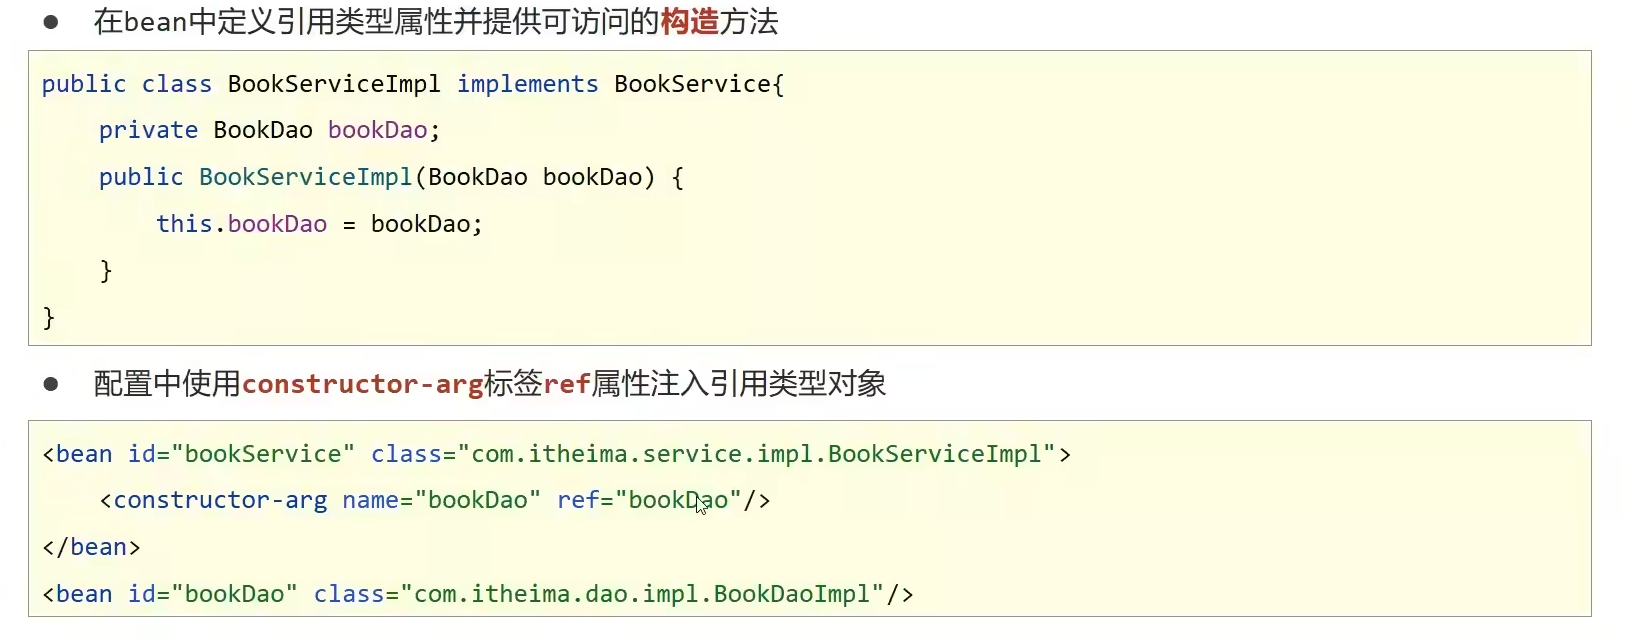 ● 在bean中定义引用类型属性并提供可访问的构造方法
public class BookServiceImpl implements BookService{
    private BookDao bookDao;
    public BookServiceImpl(BookDao bookDao) {
        this.bookDao = bookDao;
    }
}
● 配置中使用constructor-arg标签ref属性注入引用类型对象
<bean id="bookService" class="com.itheima.service.impl.BookServiceImpl">
    <constructor-arg name="bookDao" ref="bookDao"/>
</bean>
<bean id="bookDao" class="com.itheima.dao.impl.BookDaoImpl"/>